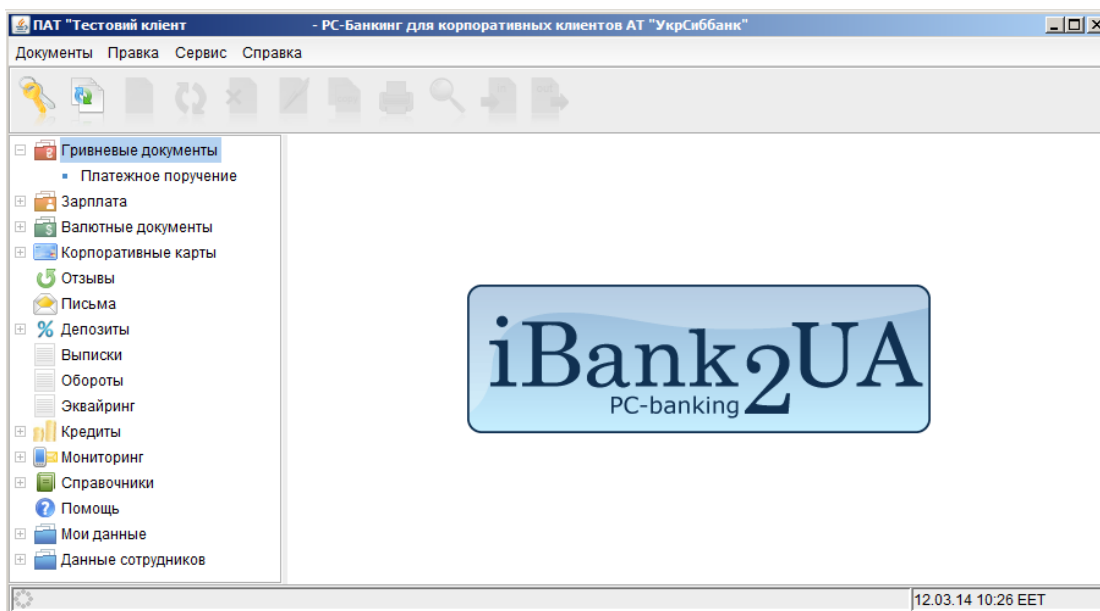 ПАТ "Тестовий клієнт - РС-Банкинг для корпоративных клиентов АТ "УкрСиббанк"
Документы Правка Сервис Справка
Гривневые документы
Платежное поручение
Зарплата
Валютные документы
Корпоративные карты
Отзывы
Письма
Депозиты
Выписки
Обороты
Эквайринг
Кредиты
Мониторинг
Справочники
Помощь
Мои данные
Данные сотрудников
iBank2UA
PC-banking
12.03.14 10:26 EET